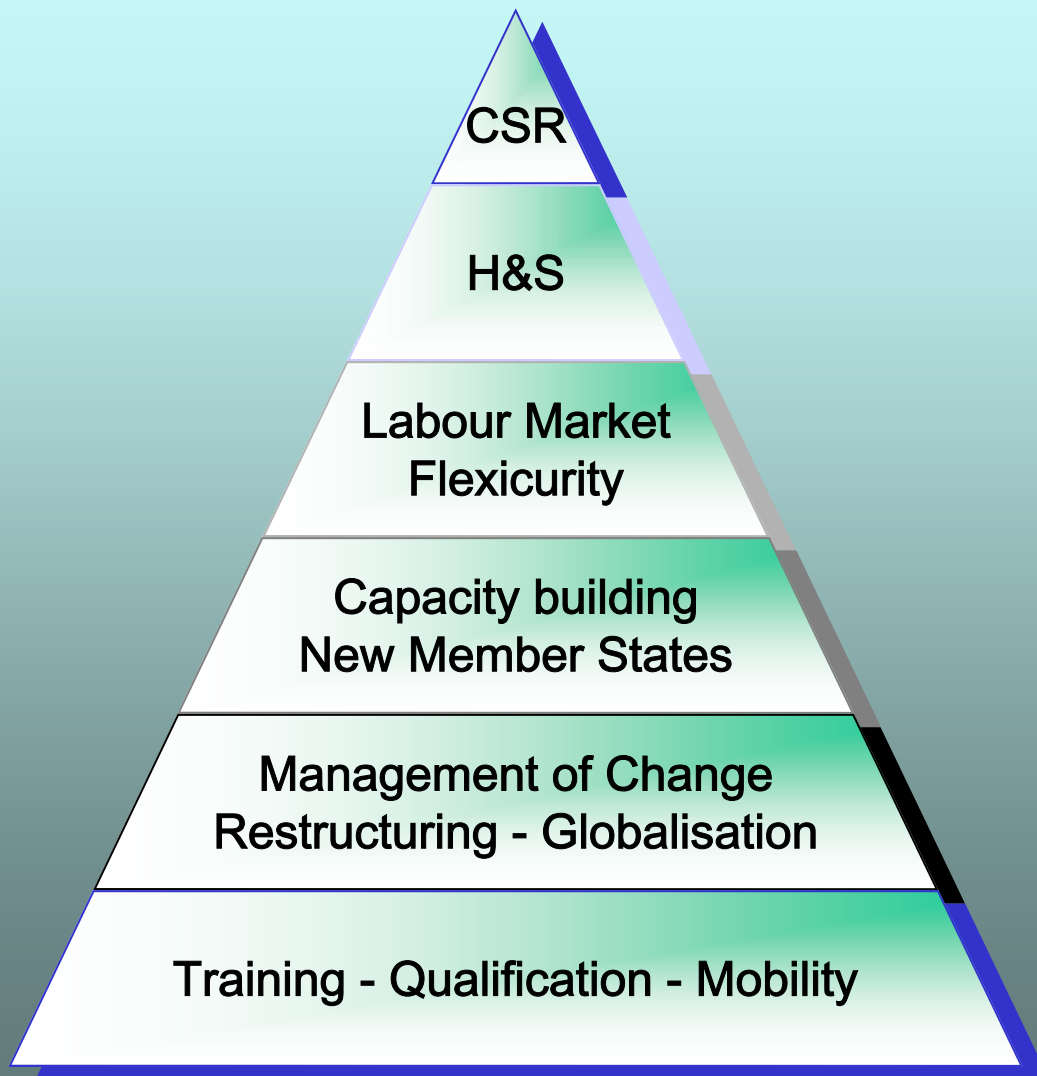 CSR
H&S
Labour Market
Flexicurity
Capacity building
New Member States
Management of Change
Restructuring - Globalisation
Training - Qualification - Mobility